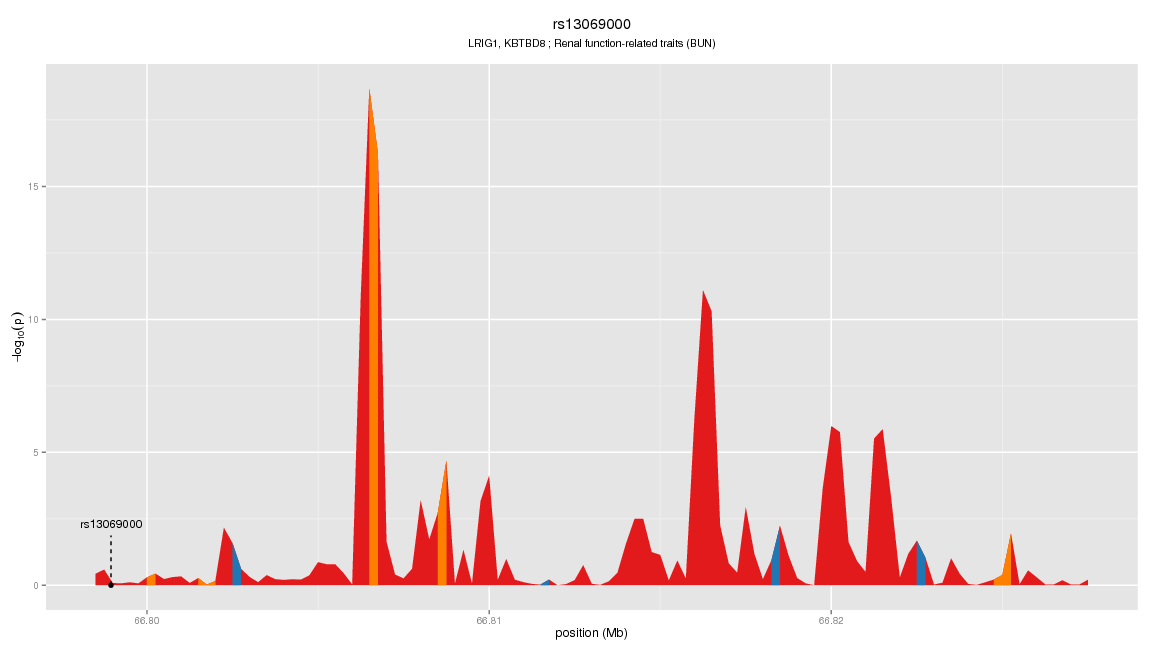 rs13069000
LRIG1, KBTBD8 ; Renal function-related traits (BUN)
15
10
5
0
-log10(p)
rs13069000
66.80
66.81
66.82
position (Mb)